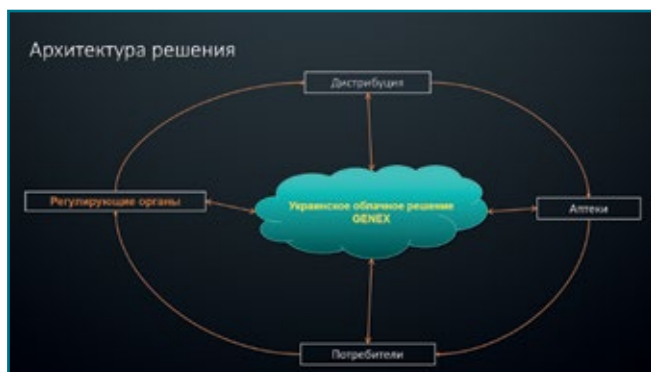 Архитектура решения
Дистрибуция
Регулирующие органы
Украинское облачное решение
GENEX
Аптеки
Потребители